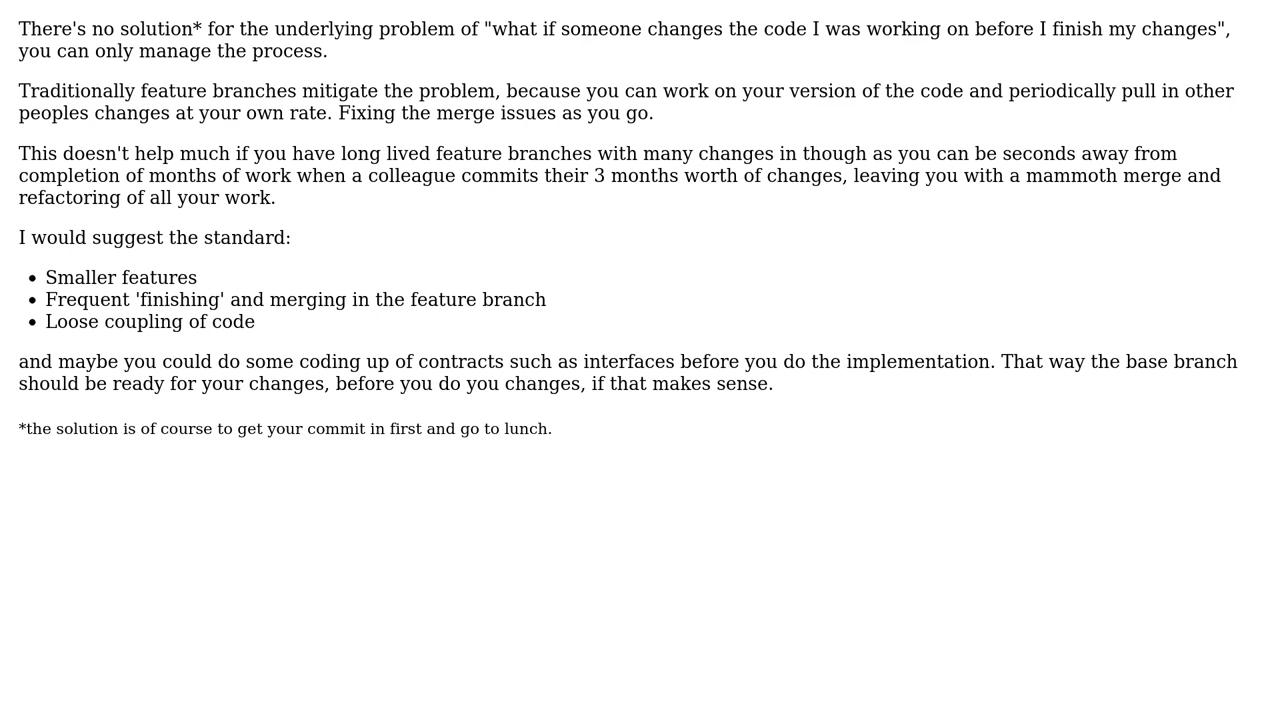 There's no solution* for the underlying problem of "what if someone changes the code I was working on before I finish my changes",
you can only manage the process.
Traditionally feature branches mitigate the problem, because you can work on your version of the code and periodically pull in other
peoples changes at your own rate. Fixing the merge issues as you go.
This doesn't help much if you have long lived feature branches with many changes in though as you can be seconds away from
completion of months of work when a colleague commits their 3 months worth of changes, leaving you with a mammoth merge and
refactoring of all your work.
I would suggest the standard:
• Smaller features
• Frequent 'finishing' and merging in the feature branch
• Loose coupling of code
and maybe you could do some coding up of contracts such as interfaces before you do the implementation. That way the base branch
should be ready for your changes, before you do you changes, if that makes sense.
*the solution is of course to get your commit in first and go to lunch.